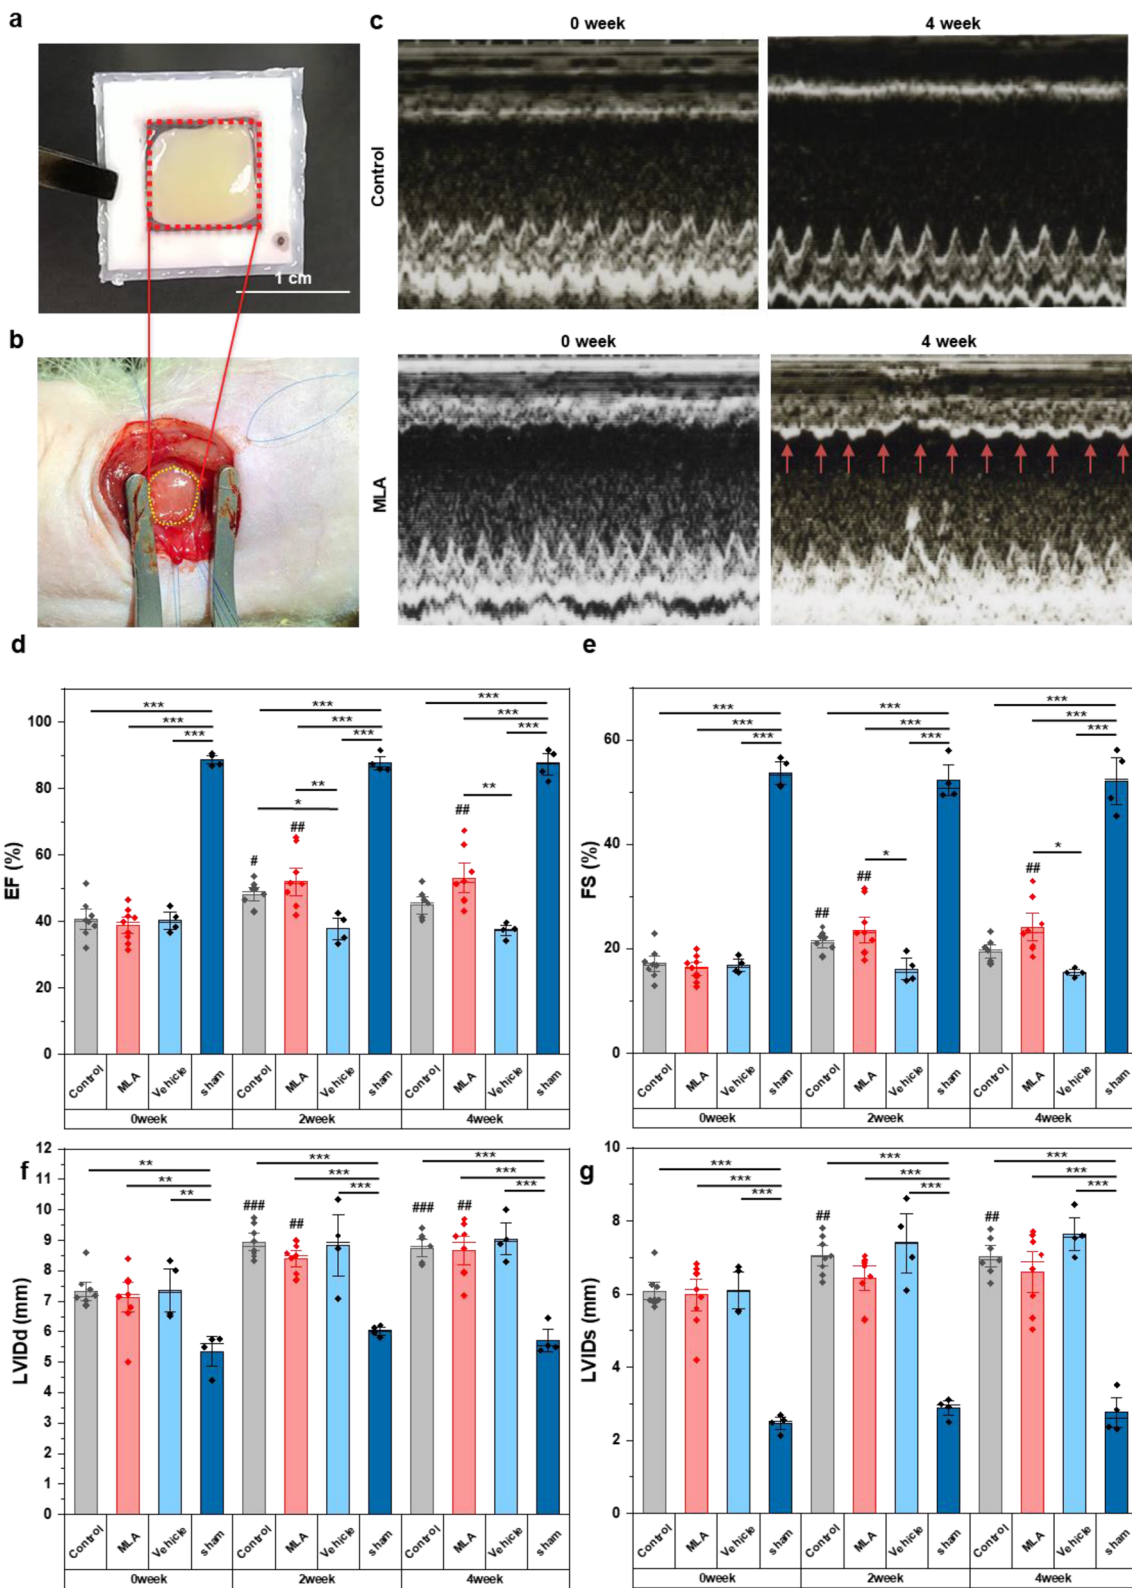 a
1 cm
b
c
0 week
4 week
Control
0 week
4 week
MLA
d
EF (%)
100
80
60
40
20
0
***
***
***
***
***
***
**
*
#
##
***
***
***
**
##
Control
MLA
Vehicle
sham
Control
MLA
Vehicle
sham
Control
MLA
Vehicle
sham
0week
2week
4week
e
FS (%)
60
40
20
0
***
***
***
***
***
***
*
##
##
***
***
***
*
##
Control
MLA
Vehicle
sham
Control
MLA
Vehicle
sham
Control
MLA
Vehicle
sham
0week
2week
4week
f
LVIDd (mm)
12
11
10
9
8
7
6
5
4
3
2
1
0
**
**
**
***
***
***
###
##
***
***
***
###
##
Control
MLA
Vehicle
sham
Control
MLA
Vehicle
sham
Control
MLA
Vehicle
sham
0week
2week
4week
g
LVIDs (mm)
10
8
6
4
2
0
***
***
***
***
***
***
##
***
***
***
##
Control
MLA
Vehicle
sham
Control
MLA
Vehicle
sham
Control
MLA
Vehicle
sham
0week
2week
4week